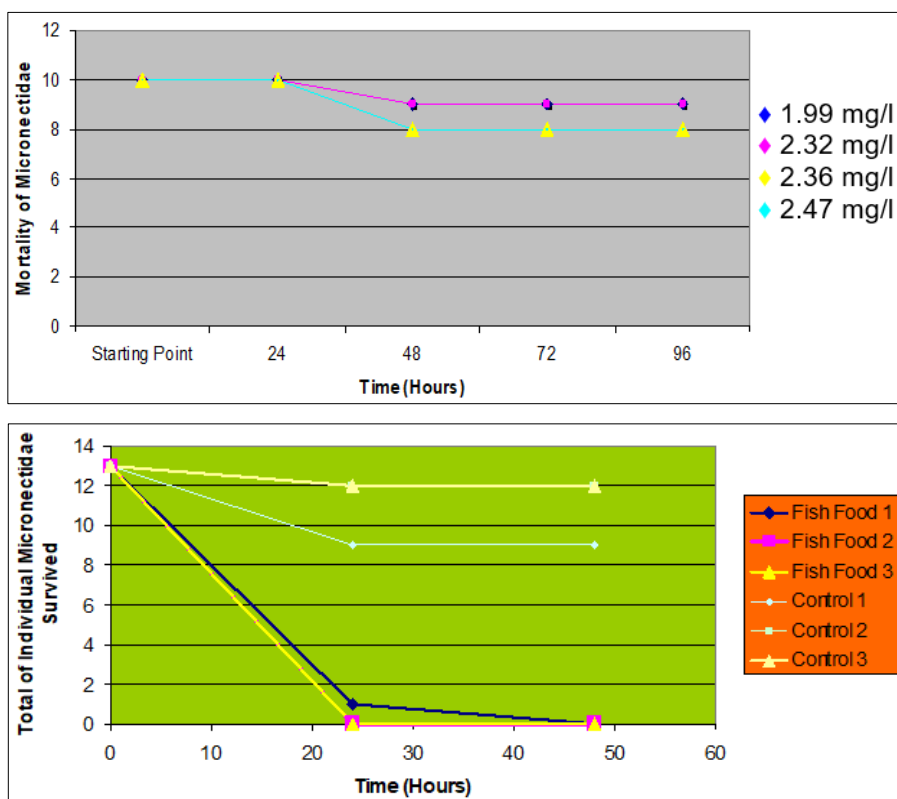 12
10
8
6
4
2
0
Mortality of Micronectidae
Starting Point 24 48 72 96
Time (Hours)
1.99 mg/l
2.32 mg/l
2.36 mg/l
2.47 mg/l
14
12
10
8
6
4
2
0
Total of Individual Micronectidae
Survived
0 10 20 30 40 50 60
Time (Hours)
Fish Food 1
Fish Food 2
Fish Food 3
Control 1
Control 2
Control 3